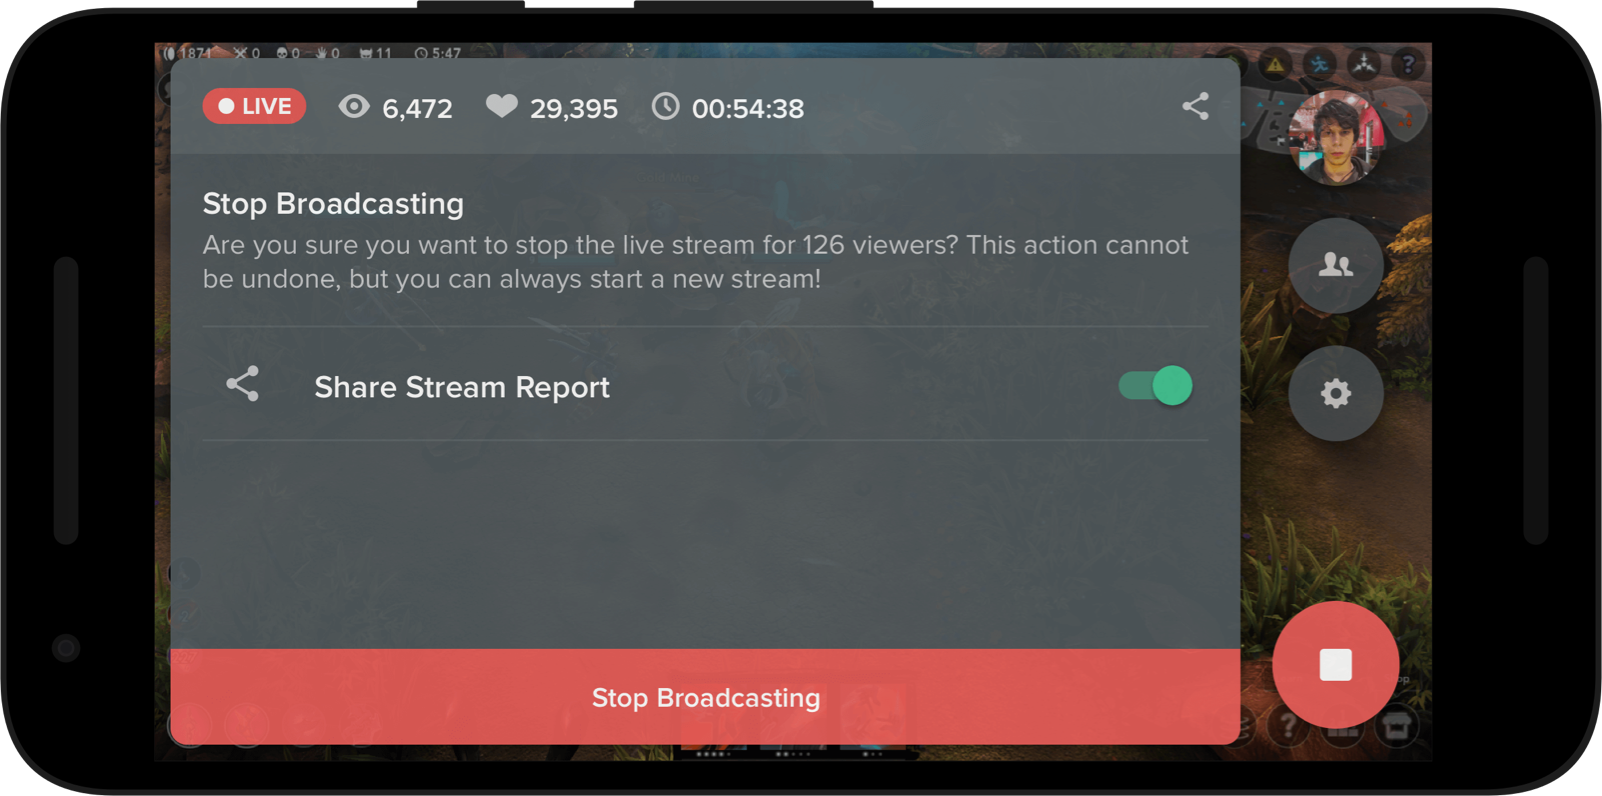 1871 0 0 0 11 5:47
LIVE 6,472 29,395 00:54:38
Stop Broadcasting
Are you sure you want to stop the live stream for 126 viewers? This action cannot
be undone, but you can always start a new stream!
Share Stream Report
Stop Broadcasting
?
?